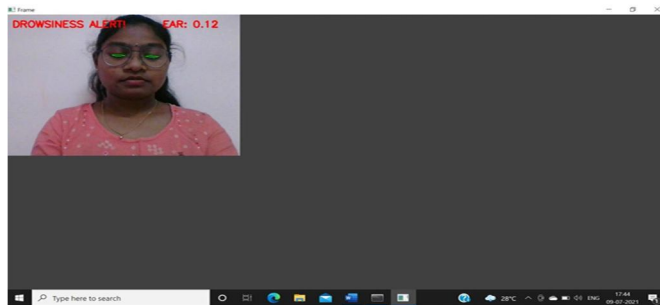 Frame
DROWSINESS ALERT! EAR: 0.12
Type here to search
28°C
ENG
17:44
09-07-2021